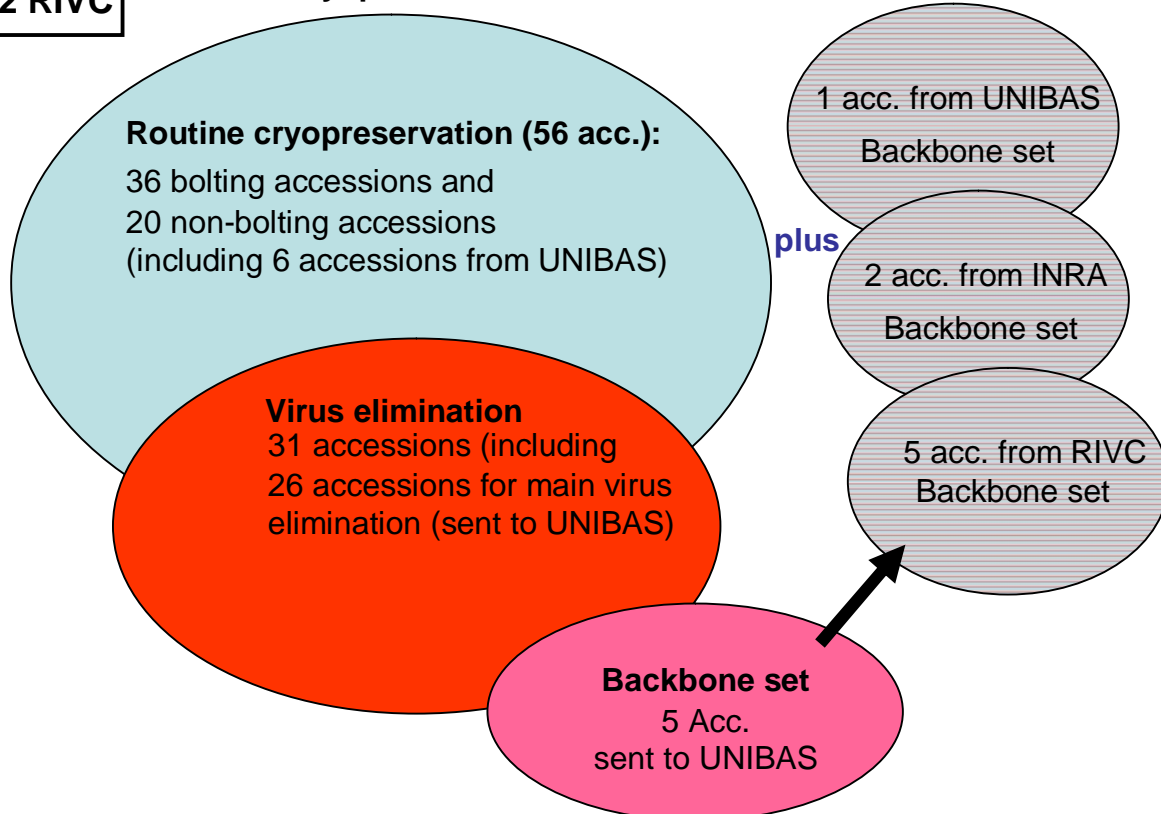 2 RIVC
Routine cryopreservation (56 acc.):
36 bolting accessions and
20 non-bolting accessions
(including 6 accessions from UNIBAS)
plus
1 acc. from UNIBAS
Backbone set
2 acc. from INRA
Backbone set
5 acc. from RIVC
Backbone set
Virus elimination
31 accessions (including
26 accessions for main virus
elimination (sent to UNIBAS)
Backbone set
5 Acc.
sent to UNIBAS